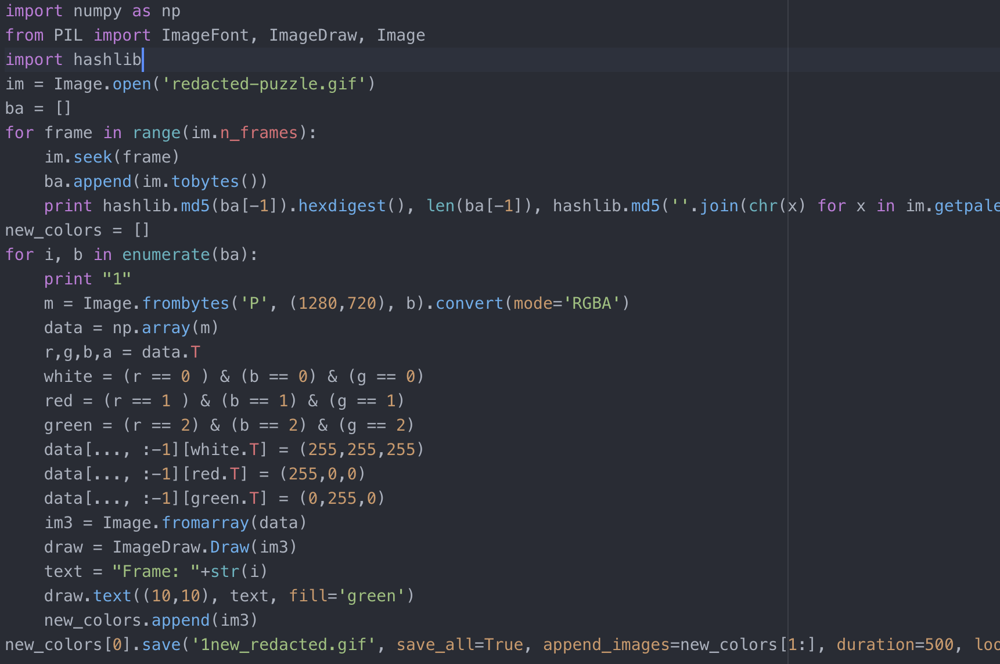 import numpy as np
from PIL import ImageFont, ImageDraw, Image
import hashlib
im = Image.open('redacted-puzzle.gif')
ba = []
for frame in range(im.n_frames):
    im.seek(frame)
    ba.append(im.tobytes())
    print hashlib.md5(ba[-1]).hexdigest(), len(ba[-1]), hashlib.md5(''.join(chr(x) for x in im.getpale
new_colors = []
for i, b in enumerate(ba):
    print "1"
    m = Image.frombytes('P', (1280,720), b).convert(mode='RGBA')
    data = np.array(m)
    r,g,b,a = data.T
    white = (r == 0 ) & (b == 0) & (g == 0)
    red = (r == 1 ) & (b == 1) & (g == 1)
    green = (r == 2) & (b == 2) & (g == 2)
    data[..., :-1][white.T] = (255,255,255)
    data[..., :-1][red.T] = (255,0,0)
    data[..., :-1][green.T] = (0,255,0)
    im3 = Image.fromarray(data)
    draw = ImageDraw.Draw(im3)
    text = "Frame: "+str(i)
    draw.text((10,10), text, fill='green')
    new_colors.append(im3)
new_colors[0].save('1new_redacted.gif', save_all=True, append_images=new_colors[1:], duration=500, loo